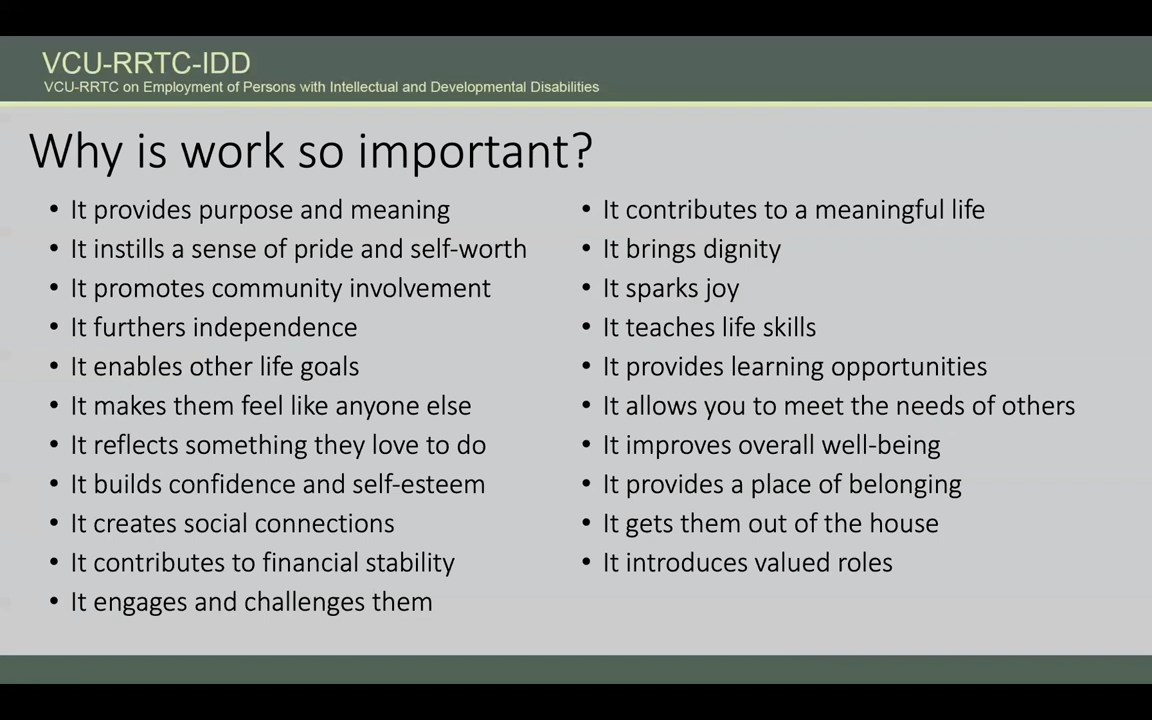 VCU-RRTC-IDD
VCU-RRTC on Employment of Persons with Intellectual and Developmental Disabilities
Why is work so important?
• It provides purpose and meaning
• It instills a sense of pride and self-worth
• It promotes community involvement
• It furthers independence
• It enables other life goals
• It makes them feel like anyone else
• It reflects something they love to do
• It builds confidence and self-esteem
• It creates social connections
• It contributes to financial stability
• It engages and challenges them
• It contributes to a meaningful life
• It brings dignity
• It sparks joy
• It teaches life skills
• It provides learning opportunities
• It allows you to meet the needs of others
• It improves overall well-being
• It provides a place of belonging
• It gets them out of the house
• It introduces valued roles